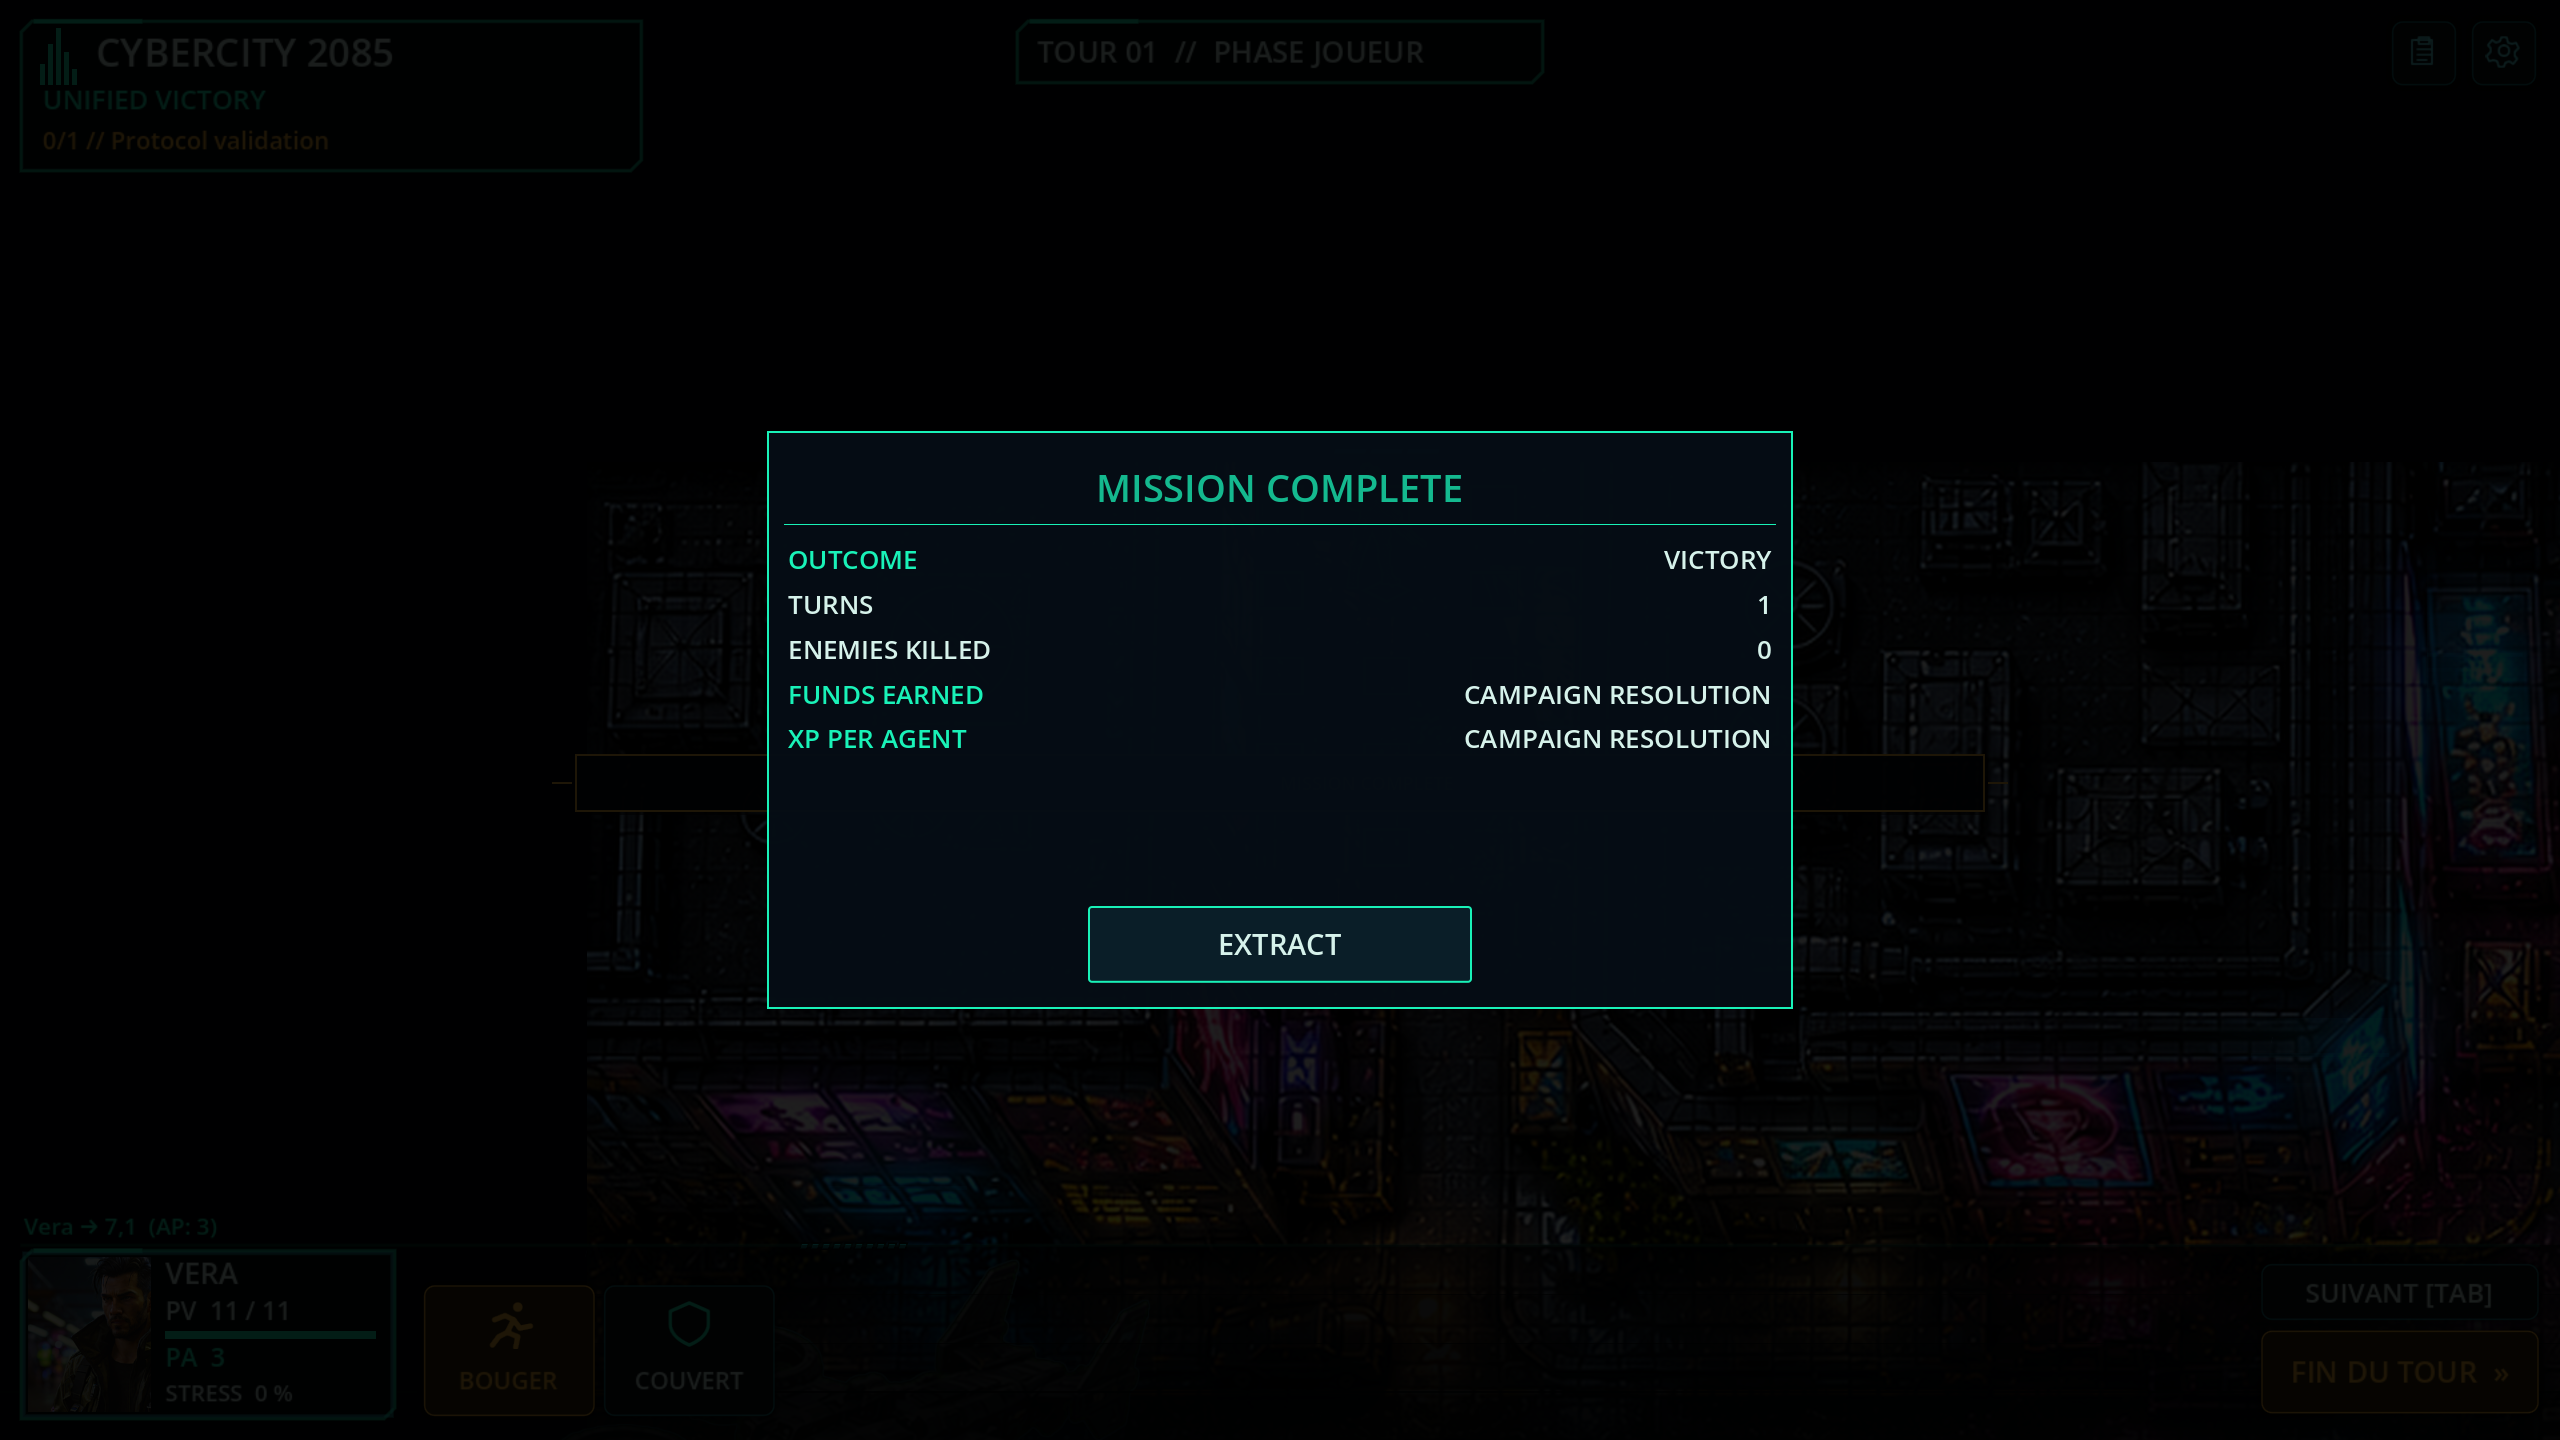 CYBERCITY 2085
UNIFIED VICTORY
0/1 // Protocol validation
TOUR 01 // PHASE JOUEUR
MISSION COMPLETE
OUTCOME VICTORY
TURNS 1
ENEMIES KILLED 0
FUNDS EARNED CAMPAIGN RESOLUTION
XP PER AGENT CAMPAIGN RESOLUTION
EXTRACT
Vera → 7,1 (AP: 3)
VERA
PV 11 / 11
PA 3
STRESS 0 %
BOUGER
COUVERT
SUIVANT [TAB]
FIN DU TOUR »